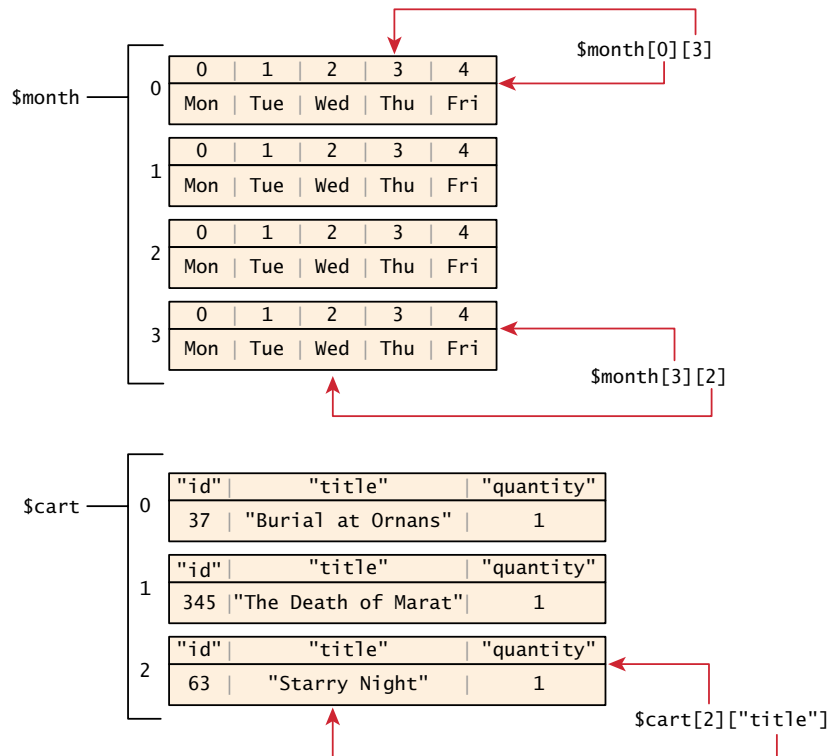 $month[0][3]
0 | 1 | 2 | 3 | 4
$month
0
Mon | Tue | Wed | Thu | Fri
0 | 1 | 2 | 3 | 4
1
Mon | Tue | Wed | Thu | Fri
0 | 1 | 2 | 3 | 4
2
Mon | Tue | Wed | Thu | Fri
0 | 1 | 2 | 3 | 4
3
Mon | Tue | Wed | Thu | Fri
$month[3][2]
"id"| "title" | "quantity"
$cart
0
37 | "Burial at Ornans" | 1
"id"| "title" | "quantity"
1
345 |"The Death of Marat"| 1
"id"| "title" | "quantity"
2
63 | "Starry Night" | 1
$cart[2]["title"]